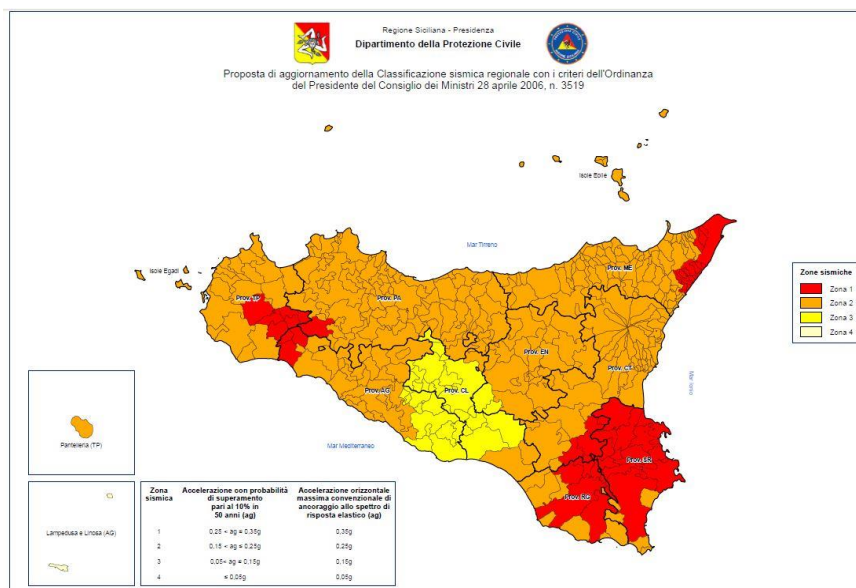 Regione Siciliana - Presidenza
Dipartimento della Protezione Civile
Proposta di aggiornamento della Classificazione sismica regionale con i criteri dell'Ordinanza
del Presidente del Consiglio dei Ministri 28 aprile 2006, n. 3519
Isole Eolie
Mar Tirreno
Isole Egadi
Prov. ME
Prov. TP
Prov. PA
Zone sismiche
Zona 1
Zona 2
Zona 3
Zona 4
Prov. EN
Prov. CT
Prov. AG
Prov. CL
Mar Ionio
Pantelleria (TP)
Mar Mediterraneo
Prov. SR
Prov. RG
Lampedusa e Linosa (AG)
Zona sismica
Accelerazione con probabilità di superamento pari al 10% in 50 anni (ag)
Accelerazione orizzontale massima convenzionale di ancoraggio allo spettro di risposta elastico (ag)
1 0,25 < ag ≤ 0,35g 0,35g
2 0,15 < ag ≤ 0,25g 0,25g
3 0,05 < ag ≤ 0,15g 0,15g
4 ≤ 0,05g 0,05g